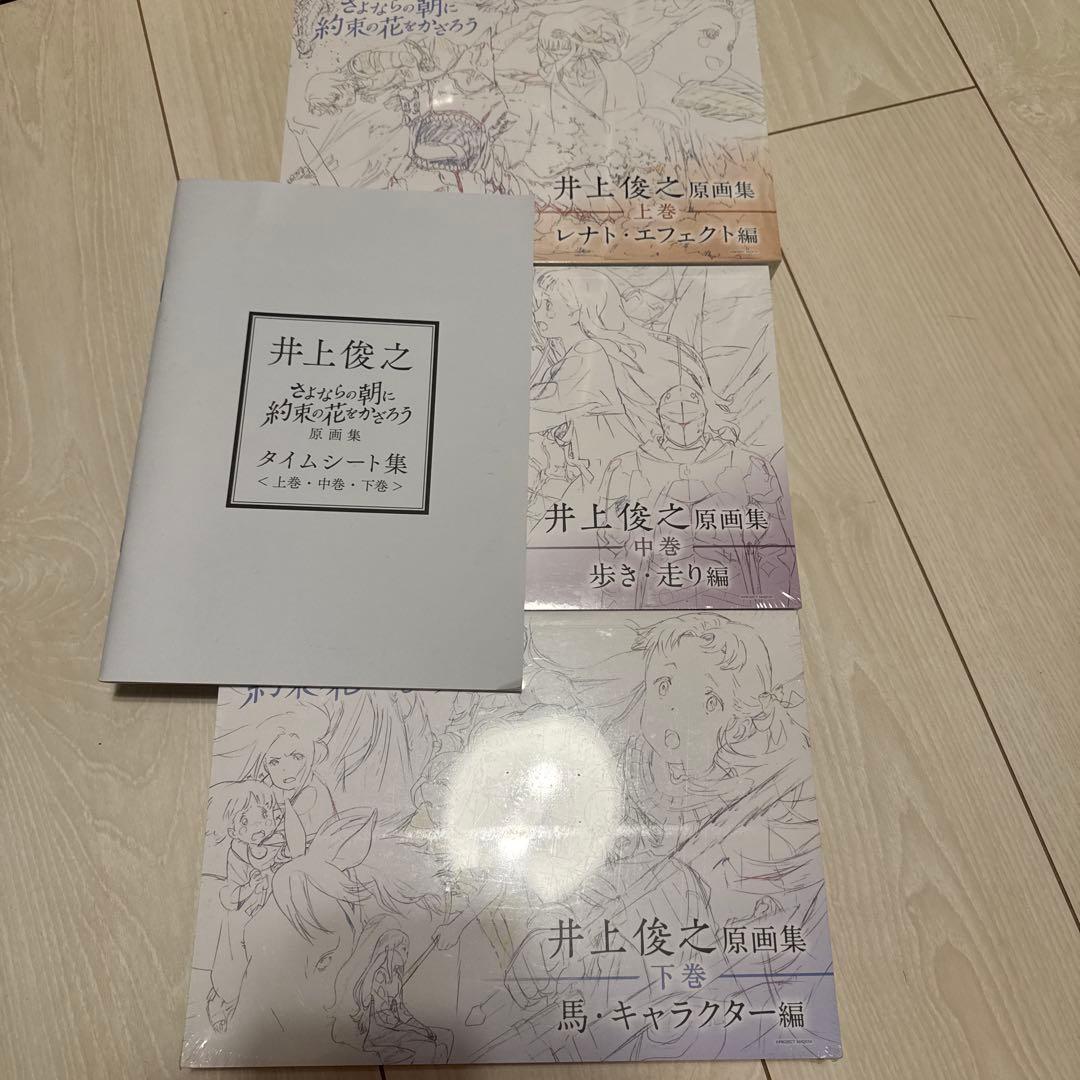 さよならの朝に
約束の花をかざろう
井上俊之原画集
上巻
レナト・エフェクト編
井上俊之
さよならの朝に
約束の花をかざろう
原画集
タイムシート集
<上巻・中巻・下巻>
井上俊之原画集
中巻
歩き・走り編
井上俊之原画集
下巻
馬・キャラクター編